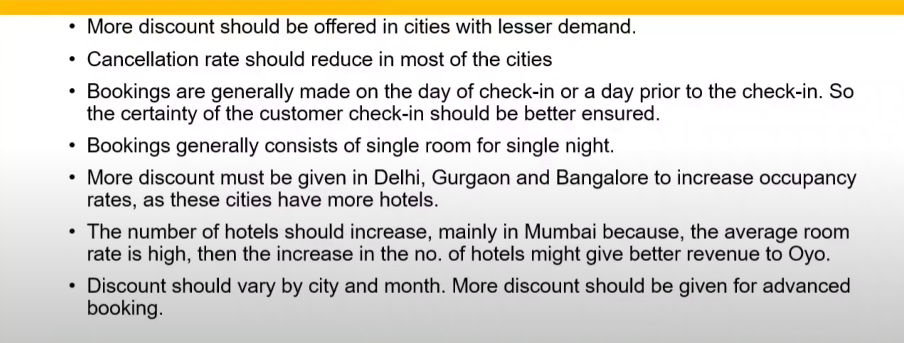 • More discount should be offered in cities with lesser demand.
• Cancellation rate should reduce in most of the cities
• Bookings are generally made on the day of check-in or a day prior to the check-in. So
the certainty of the customer check-in should be better ensured.
• Bookings generally consists of single room for single night.
• More discount must be given in Delhi, Gurgaon and Bangalore to increase occupancy
rates, as these cities have more hotels.
• The number of hotels should increase, mainly in Mumbai because, the average room
rate is high, then the increase in the no. of hotels might give better revenue to Oyo.
• Discount should vary by city and month. More discount should be given for advanced
booking.